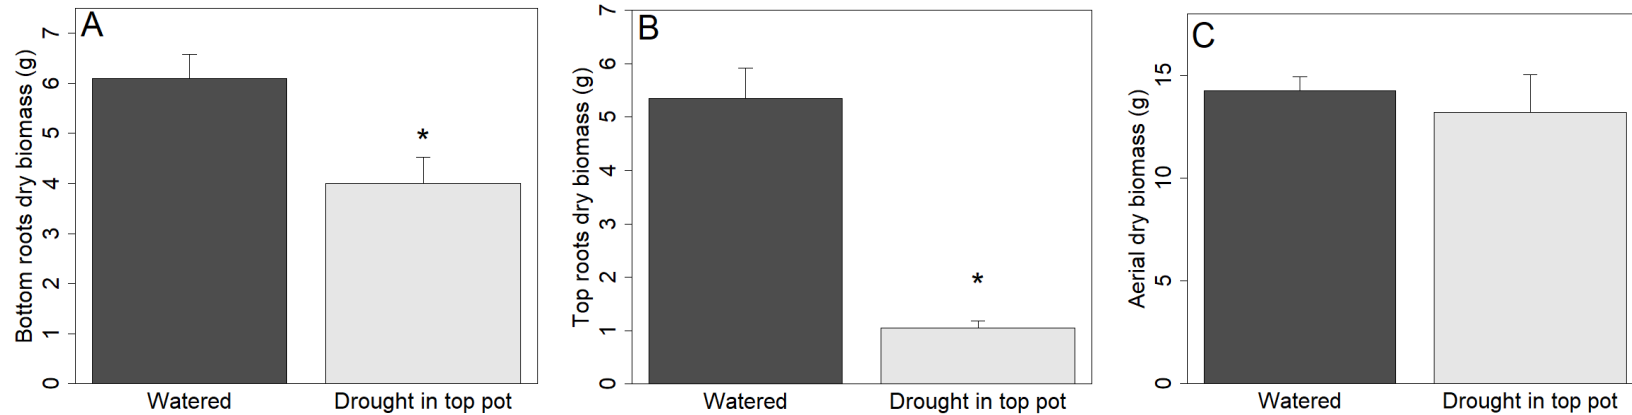 A
Bottom roots dry biomass (g)
7
6
5
4
3
2
1
0
*
Watered
Drought in top pot
B
Top roots dry biomass (g)
7
6
5
4
3
2
1
0
*
Watered
Drought in top pot
C
Aerial dry biomass (g)
15
10
5
0
Watered
Drought in top pot